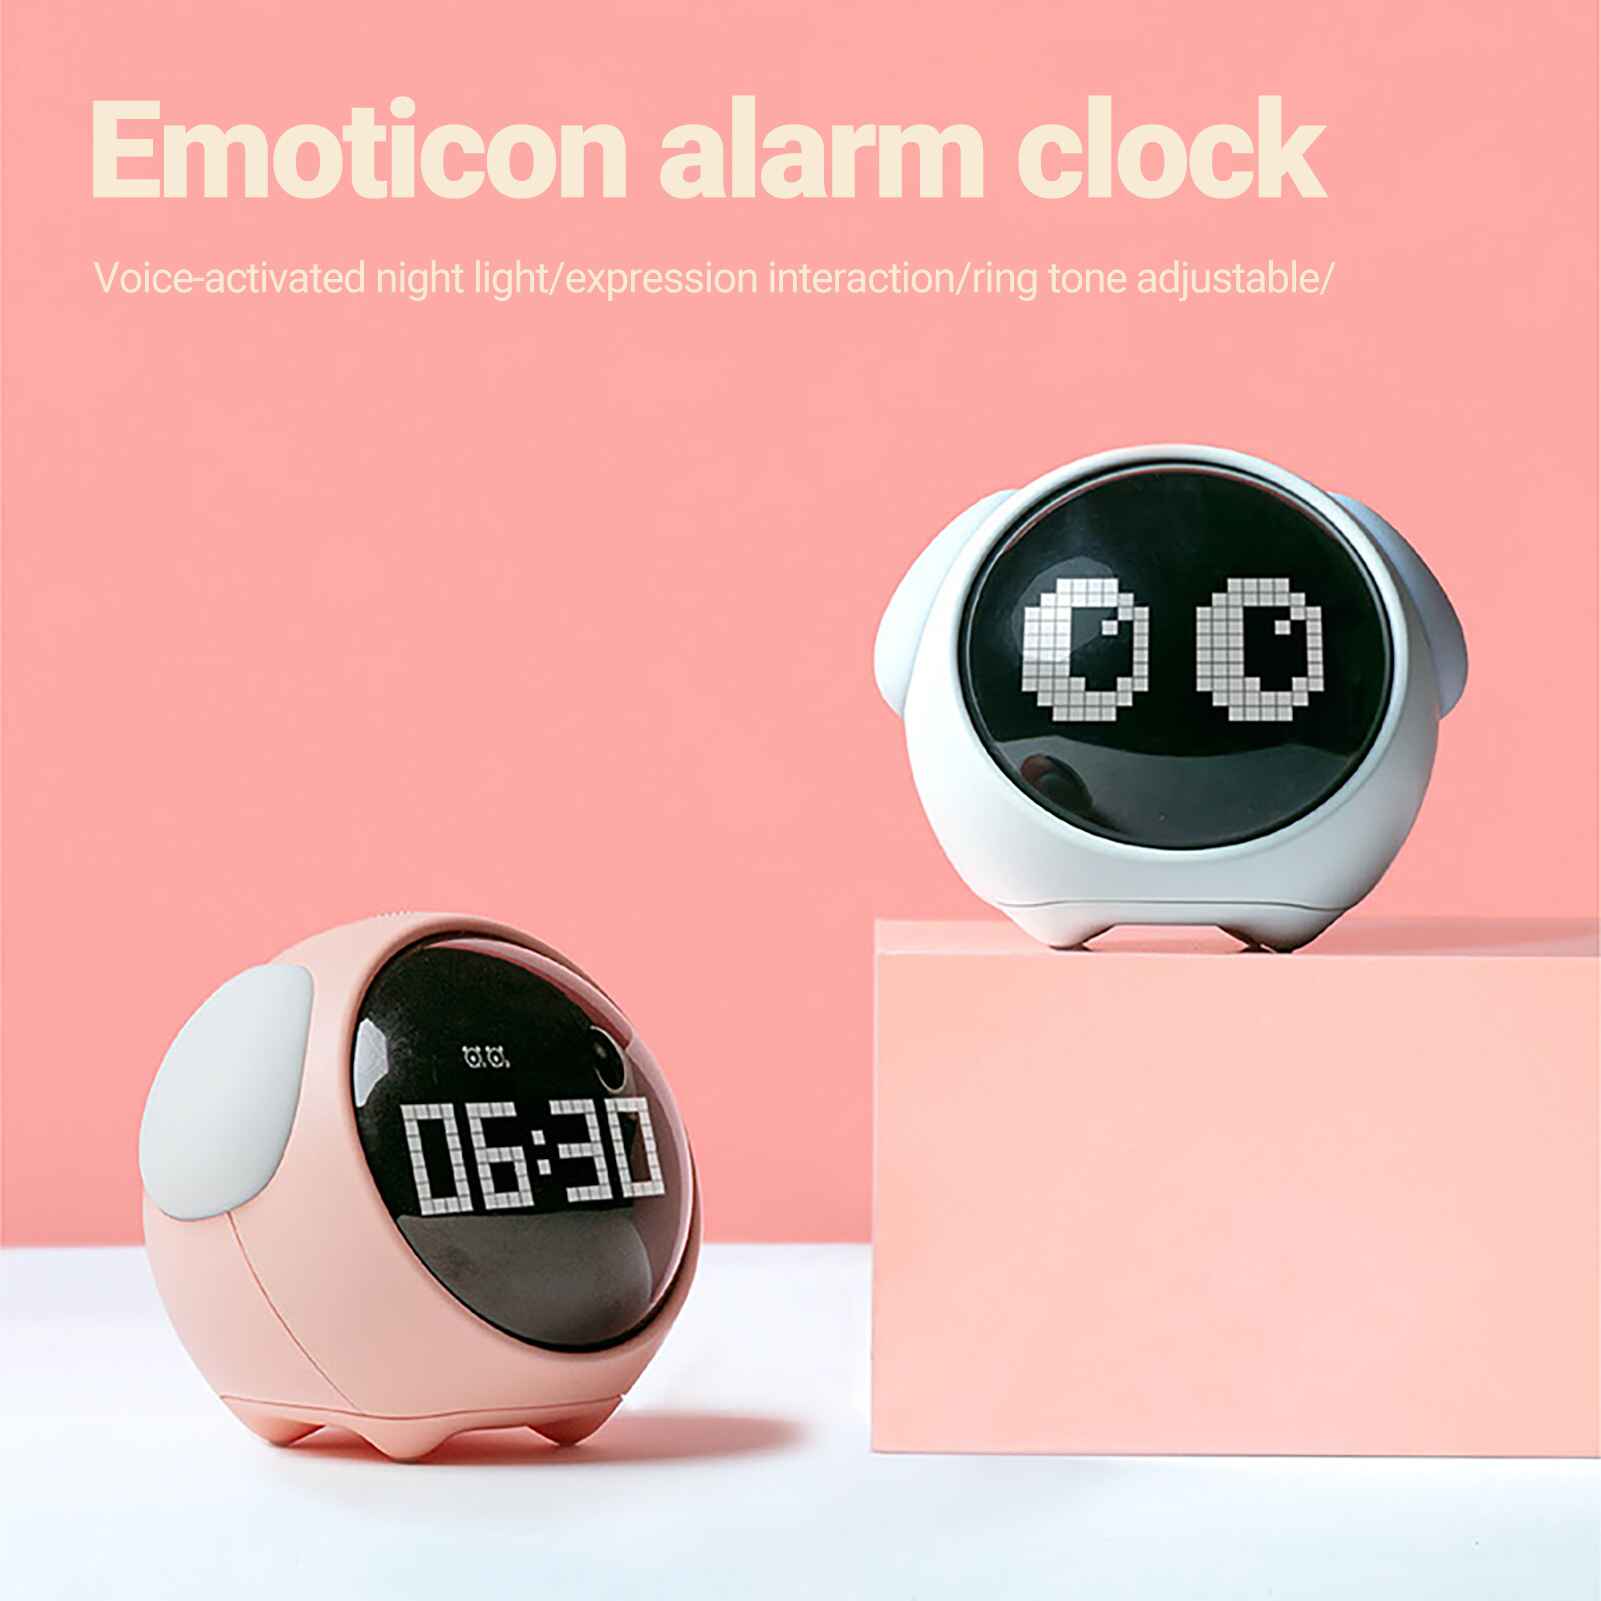 Emoticon alarm clock
Voice-activated night light/expression interaction/ring tone adjustable/
06:30